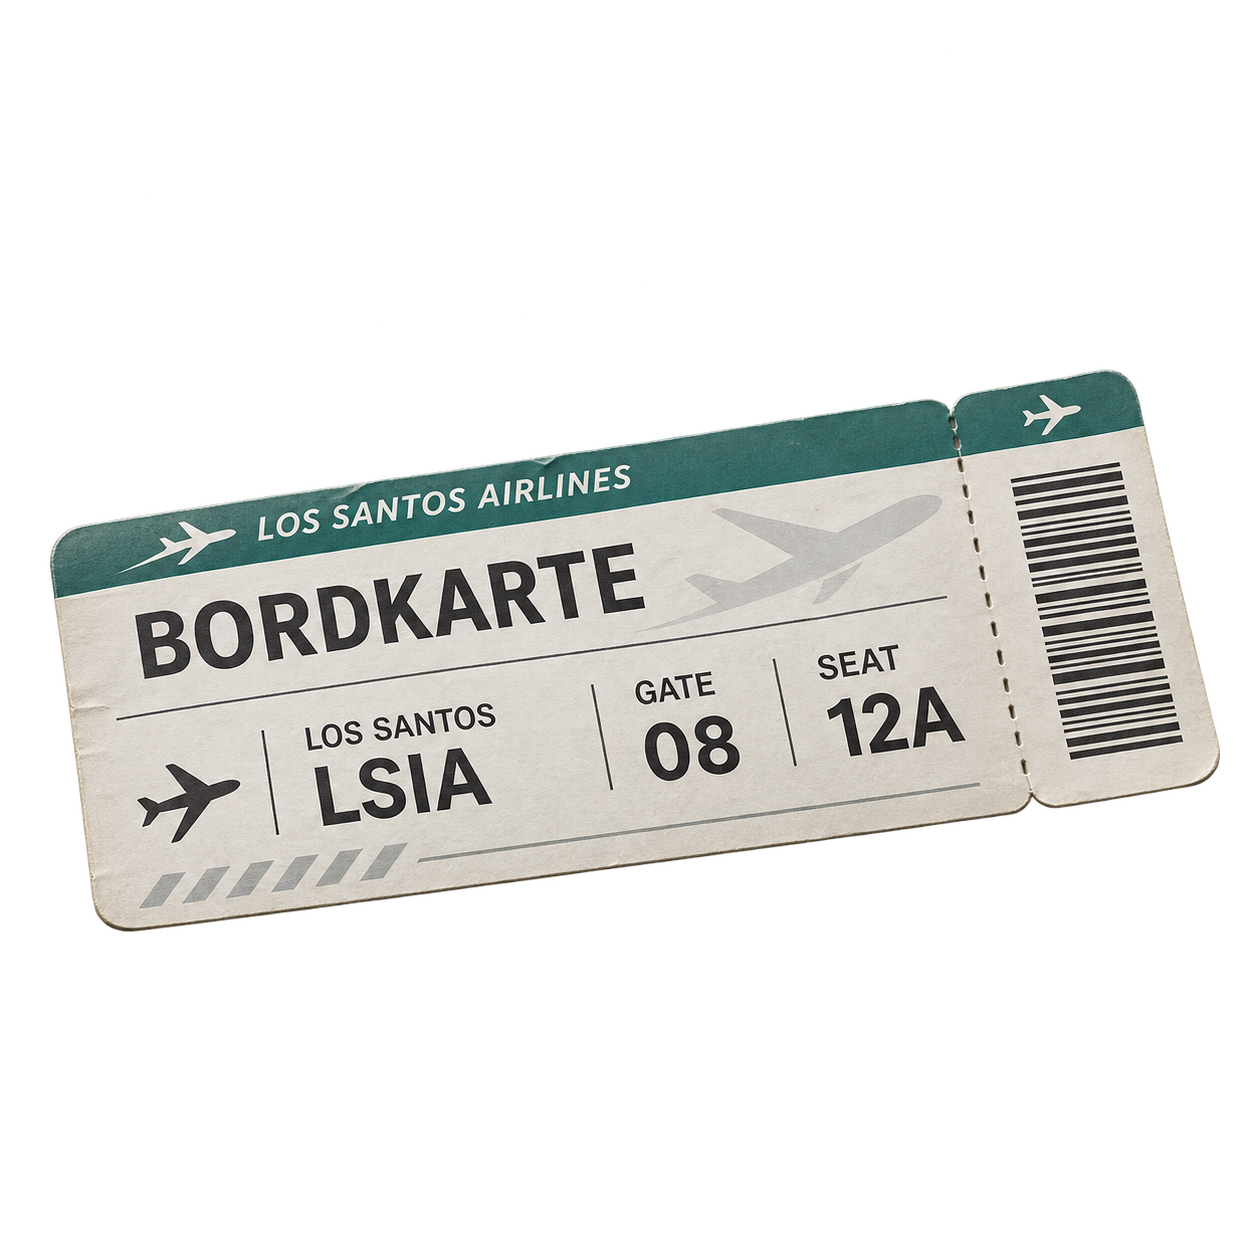 LOS SANTOS AIRLINES
BORDKARTE
LOS SANTOS
LSIA
GATE
08
SEAT
12A